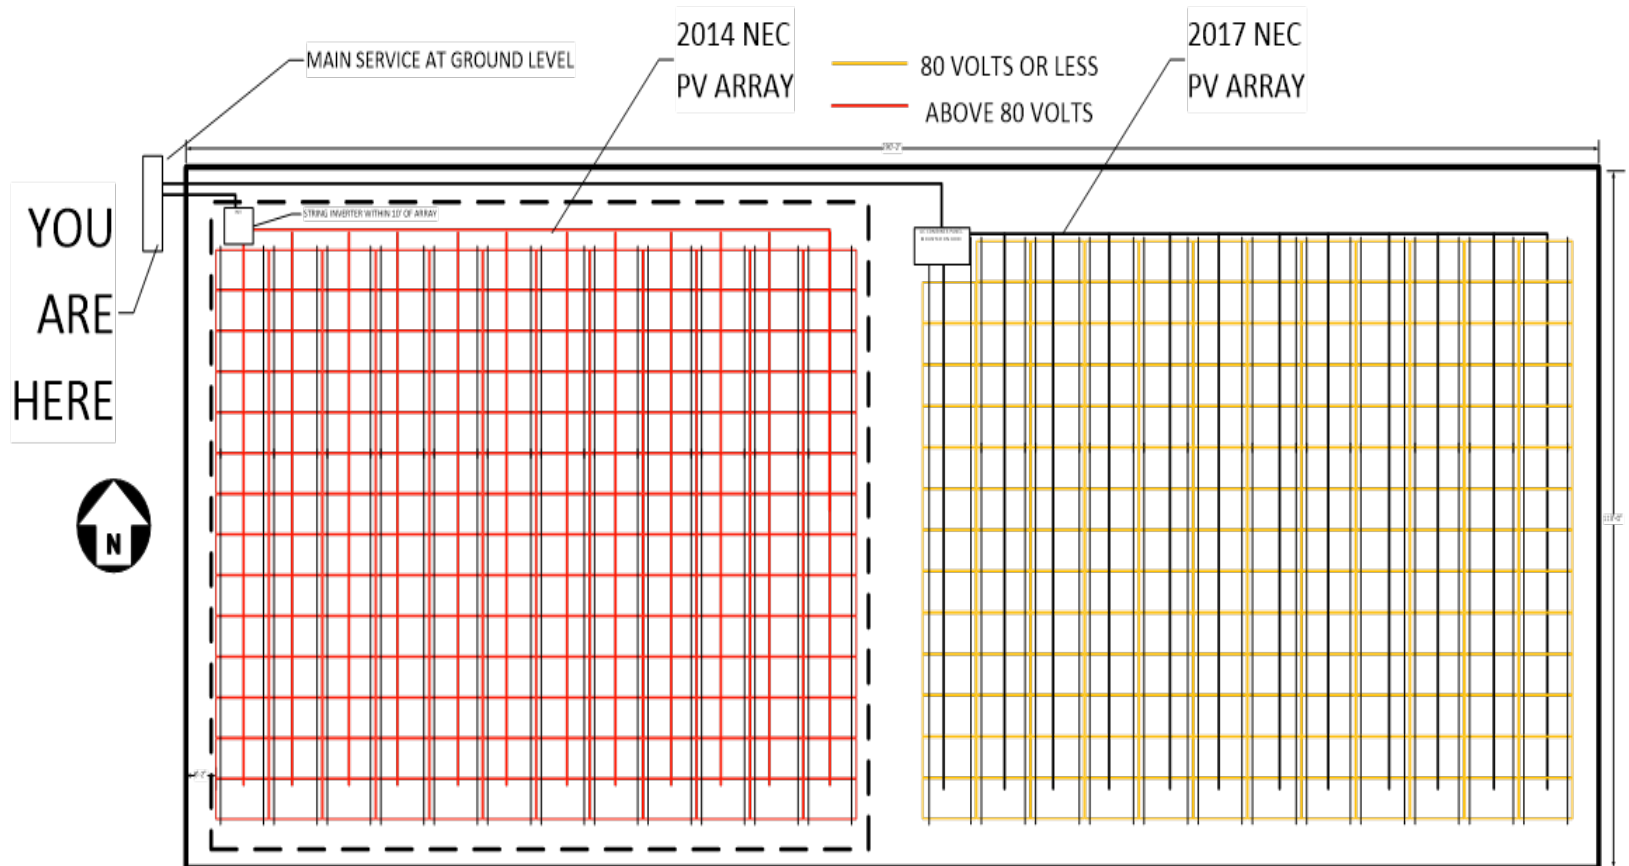 2014 NEC
PV ARRAY
2017 NEC
PV ARRAY
MAIN SERVICE AT GROUND LEVEL
80 VOLTS OR LESS
ABOVE 80 VOLTS
YOU
ARE
HERE
STRING INVERTER WITHIN 10' OF ARRAY
N